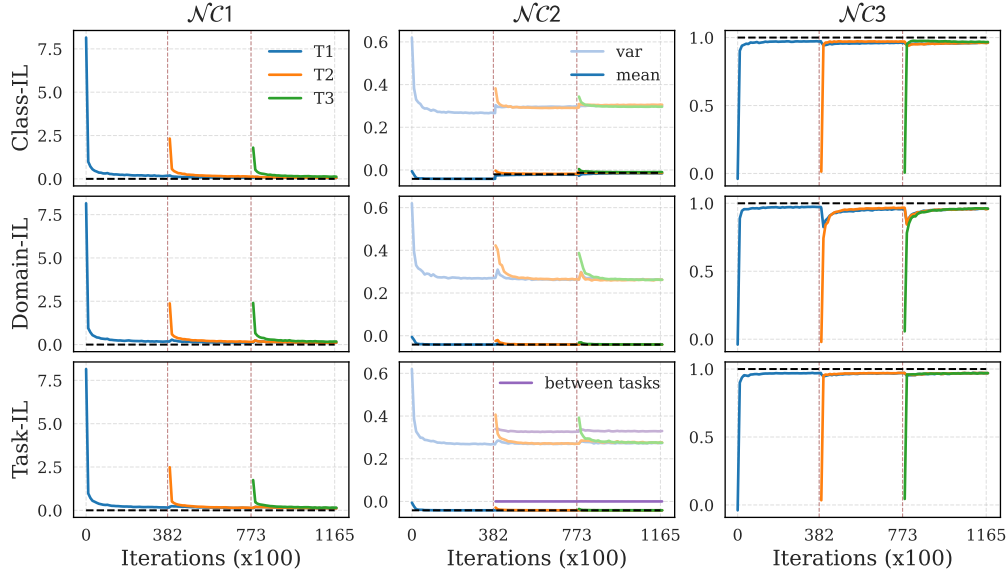 NC1
NC2
NC3
Class-IL
7.5
5.0
2.5
0.0
T1
T2
T3
0.6
0.4
0.2
0.0
var
mean
1.0
0.5
0.0
Domain-IL
7.5
5.0
2.5
0.0
0.6
0.4
0.2
0.0
1.0
0.5
0.0
Task-IL
7.5
5.0
2.5
0.0
0.6
0.4
0.2
0.0
between tasks
1.0
0.5
0.0
0 382 773 1165
0 382 773 1165
0 382 773 1165
Iterations (x100)
Iterations (x100)
Iterations (x100)